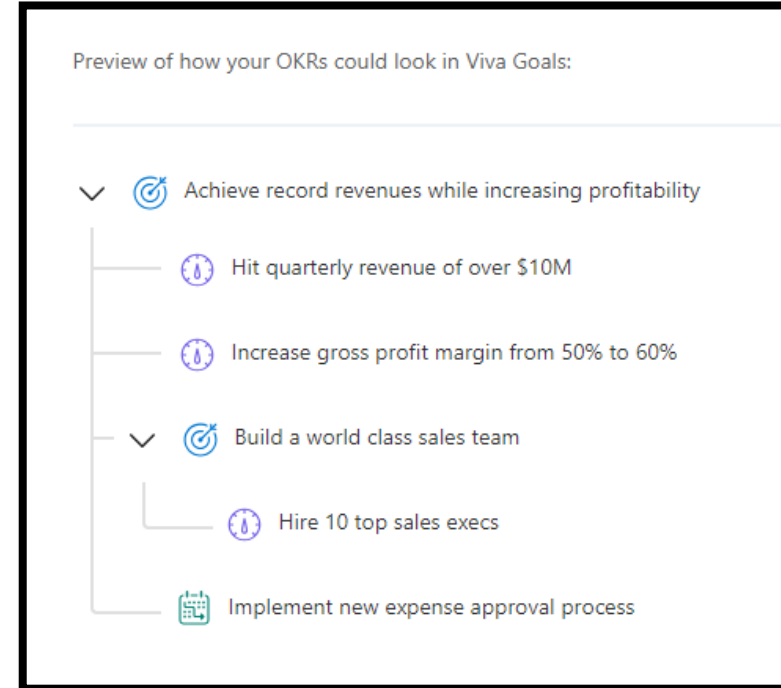 Preview of how your OKRs could look in Viva Goals:
Achieve record revenues while increasing profitability
Hit quarterly revenue of over $10M
Increase gross profit margin from 50% to 60%
Build a world class sales team
Hire 10 top sales execs
Implement new expense approval process